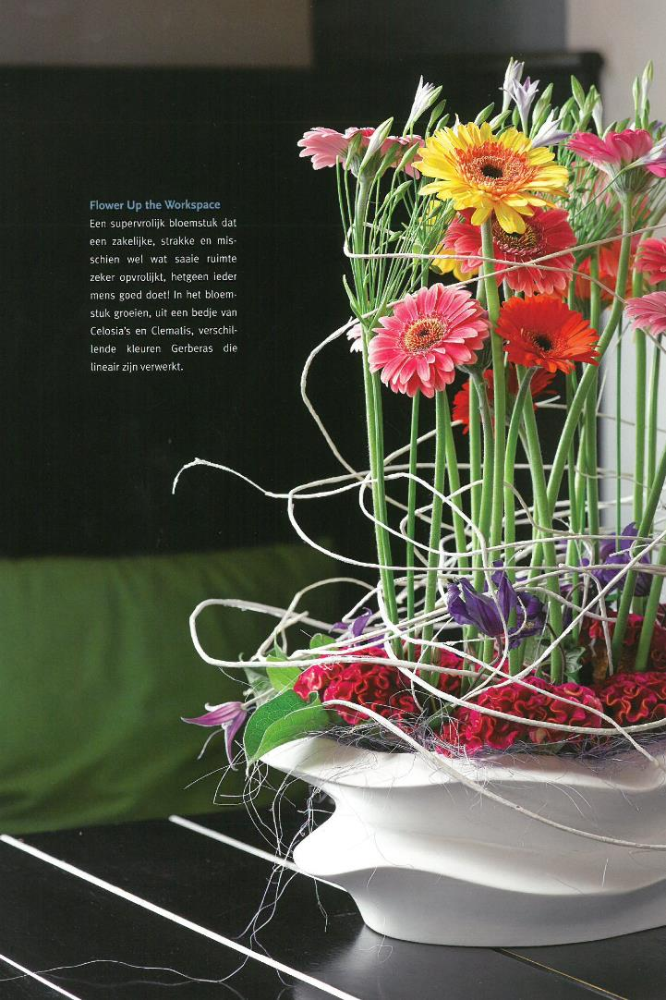 Flower Up the Workspace
Een supervrolijk bloemstuk dat
een zakelijke, strakke en mis-
schien wel wat saaie ruimte
zeker opvrolijkt, hetgeen ieder
mens goed doet! In het bloem-
stuk groeien, uit een bedje van
Celosia's en Clematis, verschil-
lende kleuren Gerberas die
lineair zijn verwerkt.